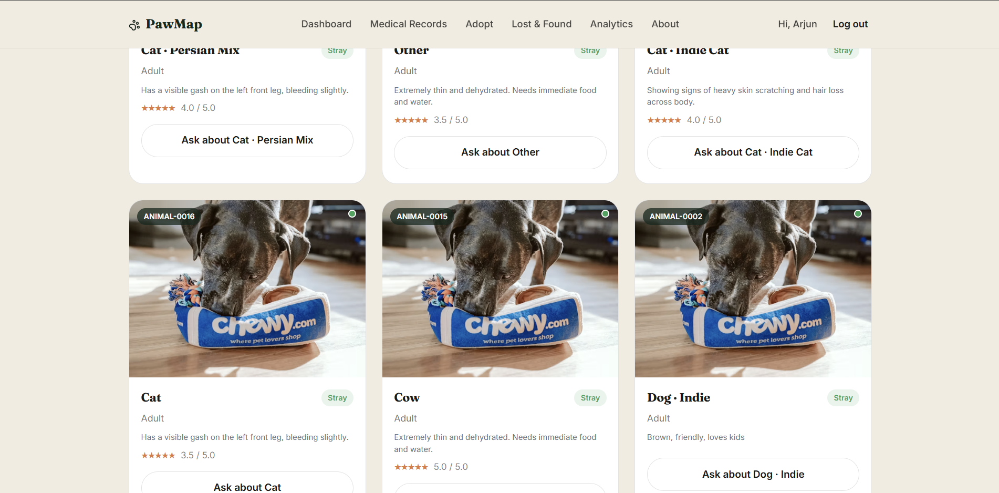 PawMap
Dashboard Medical Records Adopt Lost & Found Analytics About
Hi, Arjun Log out
Cat · Persian Mix Stray
Adult
Has a visible gash on the left front leg, bleeding slightly.
★★★★★ 4.0 / 5.0
Ask about Cat · Persian Mix
Other Stray
Adult
Extremely thin and dehydrated. Needs immediate food
and water.
★★★★★ 3.5 / 5.0
Ask about Other
Cat · Indie Cat Stray
Adult
Showing signs of heavy skin scratching and hair loss
across body.
★★★★★ 4.0 / 5.0
Ask about Cat · Indie Cat
ANIMAL-0016
chewy.com
where pet lovers shop
Cat Stray
Adult
Has a visible gash on the left front leg, bleeding slightly.
★★★★★ 3.5 / 5.0
Ask about Cat
ANIMAL-0015
chewy.com
where pet lovers shop
Cow Stray
Adult
Extremely thin and dehydrated. Needs immediate food
and water.
★★★★★ 5.0 / 5.0
ANIMAL-0002
chewy.com
where pet lovers shop
Dog · Indie Stray
Adult
Brown, friendly, loves kids
Ask about Dog · Indie